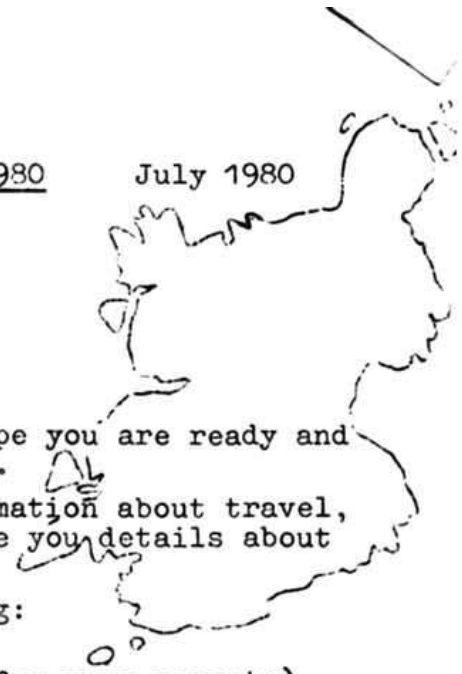 980 July 1980
pe you are ready and
mation about travel,
e you details about
g: